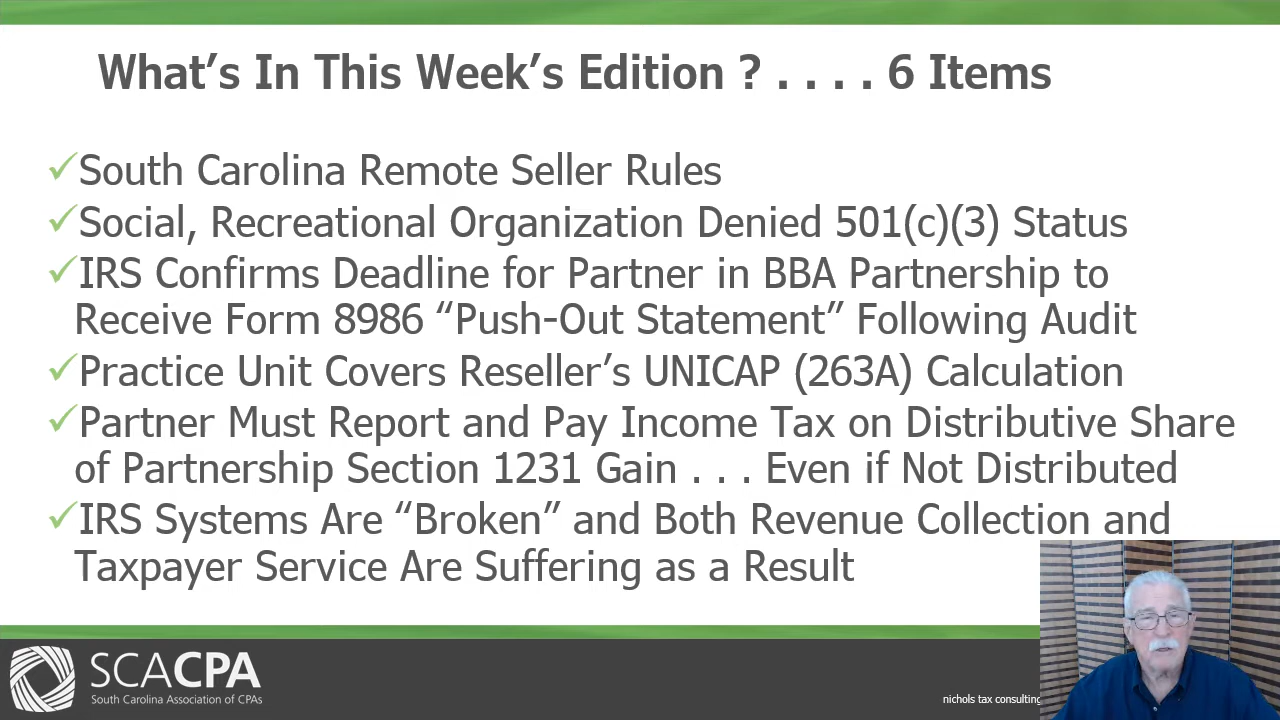 What’s In This Week’s Edition ? . . . . 6 Items
South Carolina Remote Seller Rules
Social, Recreational Organization Denied 501(c)(3) Status
IRS Confirms Deadline for Partner in BBA Partnership to
Receive Form 8986 “Push-Out Statement” Following Audit
Practice Unit Covers Reseller’s UNICAP (263A) Calculation
Partner Must Report and Pay Income Tax on Distributive Share
of Partnership Section 1231 Gain . . . Even if Not Distributed
IRS Systems Are “Broken” and Both Revenue Collection and
Taxpayer Service Are Suffering as a Result
SCACPA
South Carolina Association of CPAs
nichols tax consulting